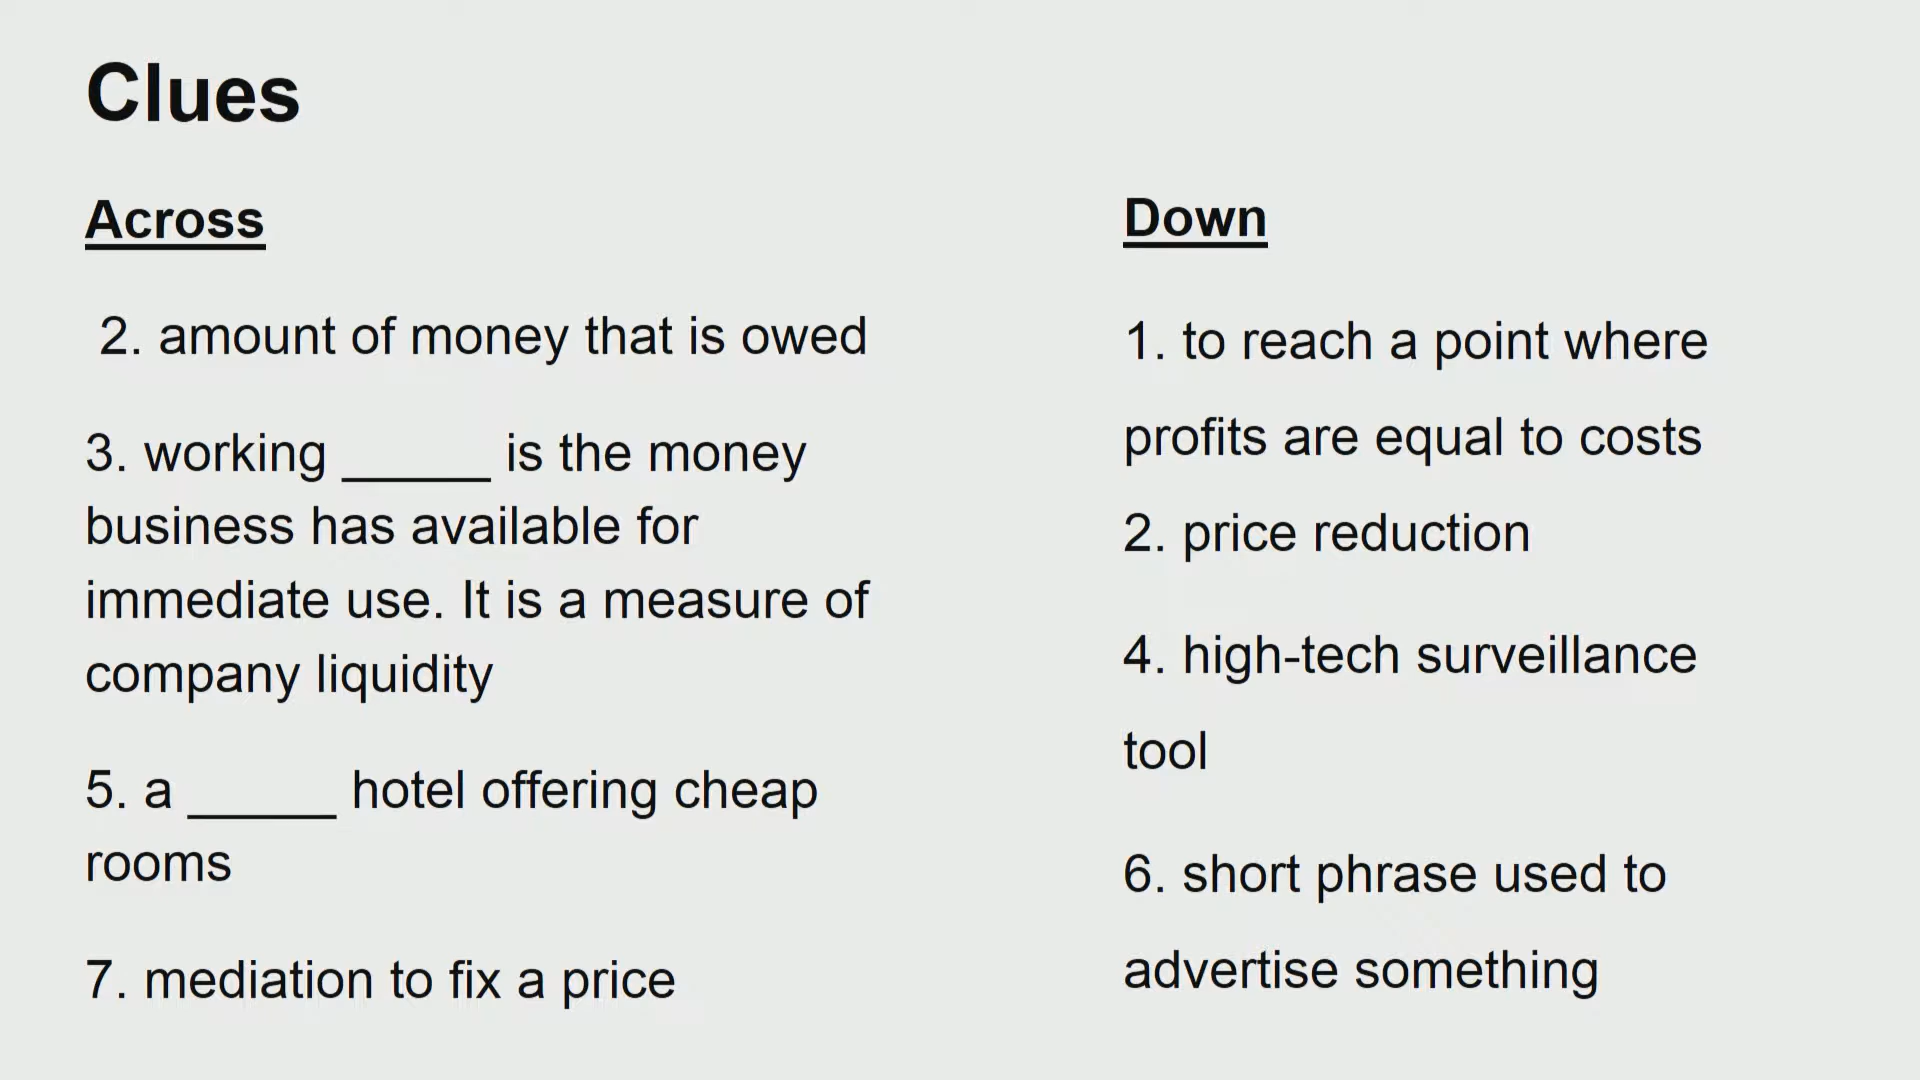 Clues
Across
2. amount of money that is owed
3. working _____ is the money
business has available for
immediate use. It is a measure of
company liquidity
5. a _____ hotel offering cheap
rooms
7. mediation to fix a price
Down
1. to reach a point where
profits are equal to costs
2. price reduction
4. high-tech surveillance
tool
6. short phrase used to
advertise something